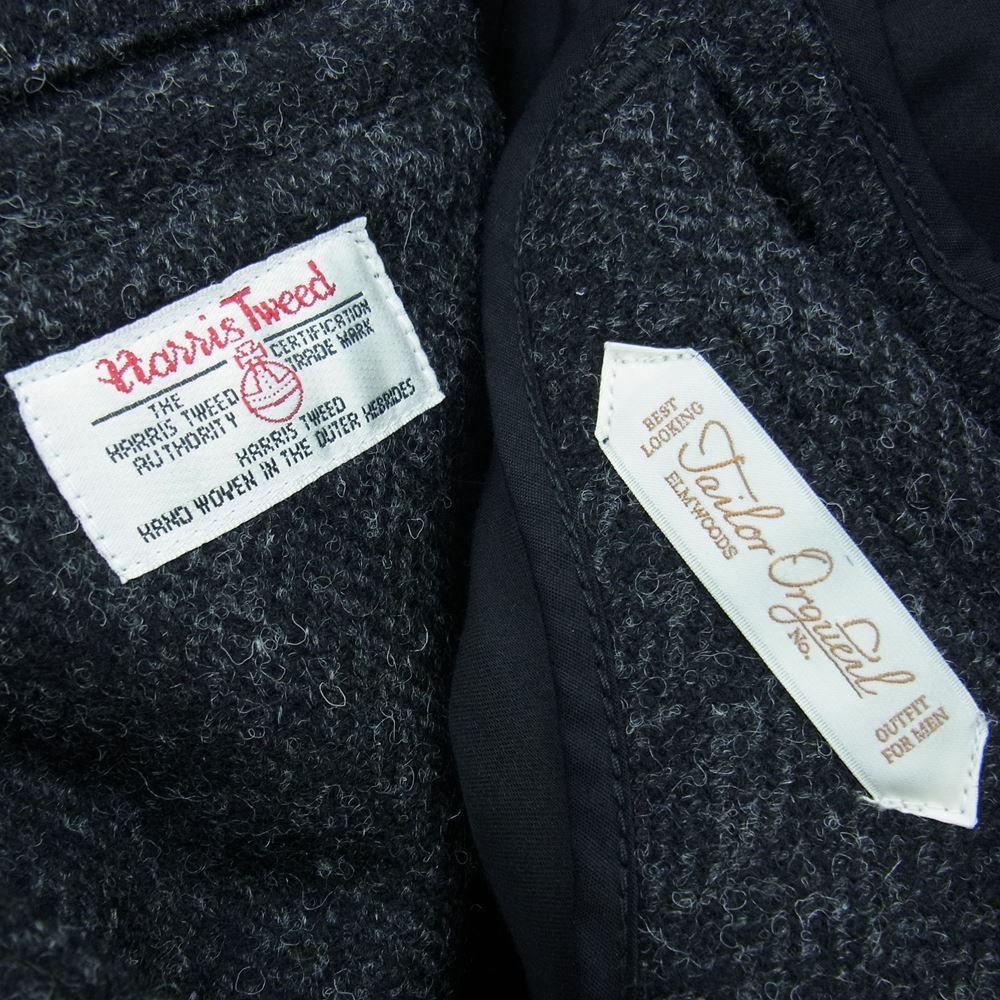 Harris Tweed
THE
HARRIS TWEED
AUTHORITY
CERTIFICATION
TRADE MARK
HARRIS TWEED
HAND WOVEN IN THE OUTER HEBRIDES
BEST
LOOKING
Tailor Orgueil
ELMWOODS
No.
OUTFIT
FOR MEN